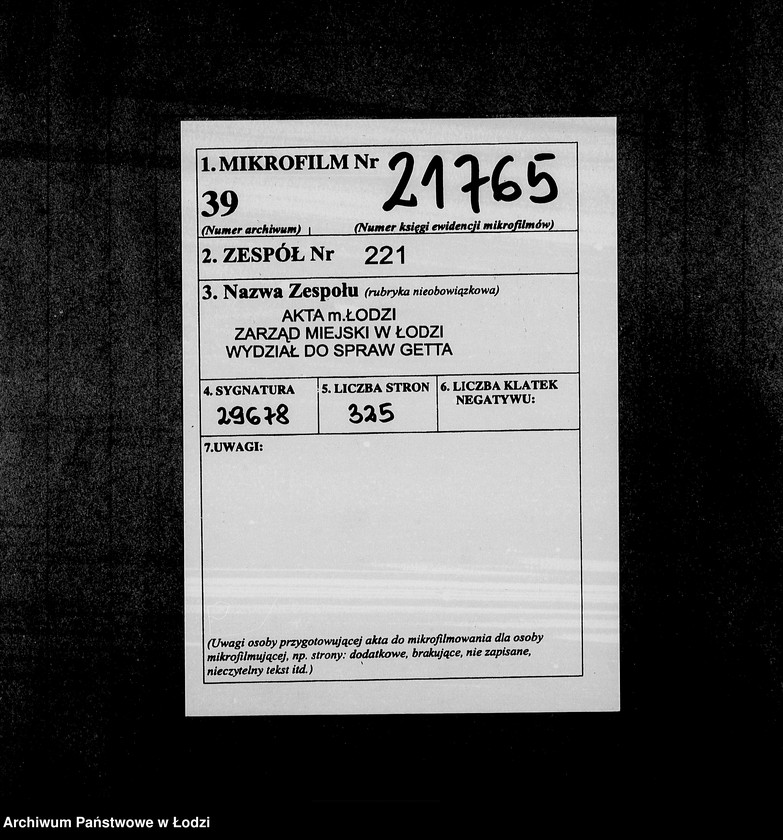 1. MIKROFILM Nr 21765
39
(Numer archiwum) (Numer księgi ewidencji mikrofilmów)
2. ZESPÓŁ Nr 221
3. Nazwa Zespołu (rubryka nieobowiązkowa)
AKTA m.ŁODZI
ZARZĄD MIEJSKI W ŁODZI
WYDZIAŁ DO SPRAW GETTA
4. SYGNATURA 5. LICZBA STRON 6. LICZBA KLATEK
NEGATYWU:
29678 325
7.UWAGI:
(Uwagi osoby przygotowującej akta do mikrofilmowania dla osoby
mikrofilmującej, np. strony: dodatkowe, brakujące, nie zapisane,
nieczytelny tekst itd.)
Archiwum Państwowe w Łodzi